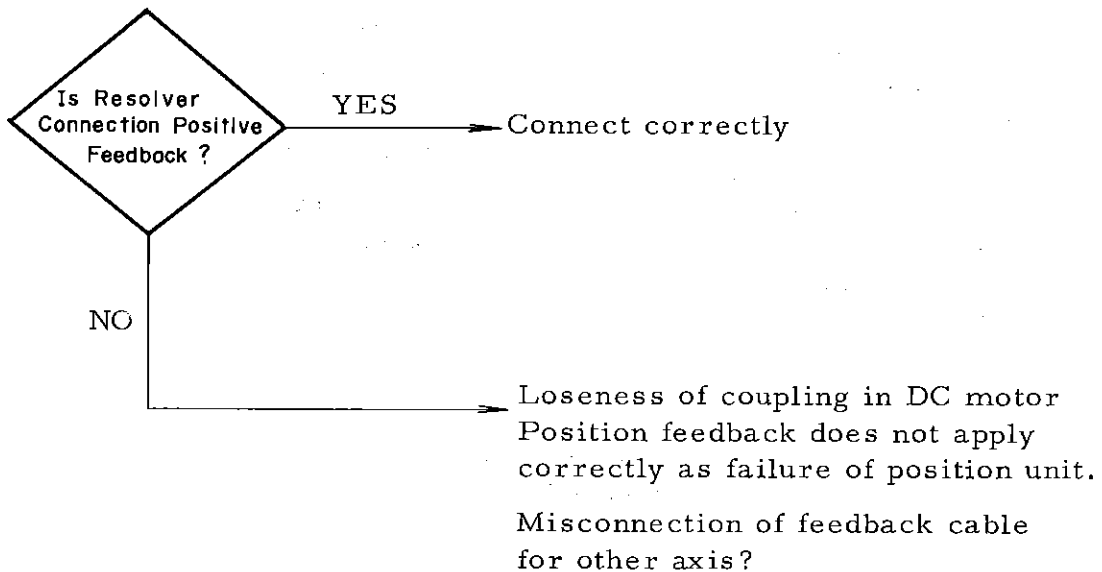 Is Resolver
Connection Positive
Feedback ?
YES
Connect correctly
NO
Loseness of coupling in DC motor
Position feedback does not apply
correctly as failure of position unit.
Misconnection of feedback cable
for other axis?